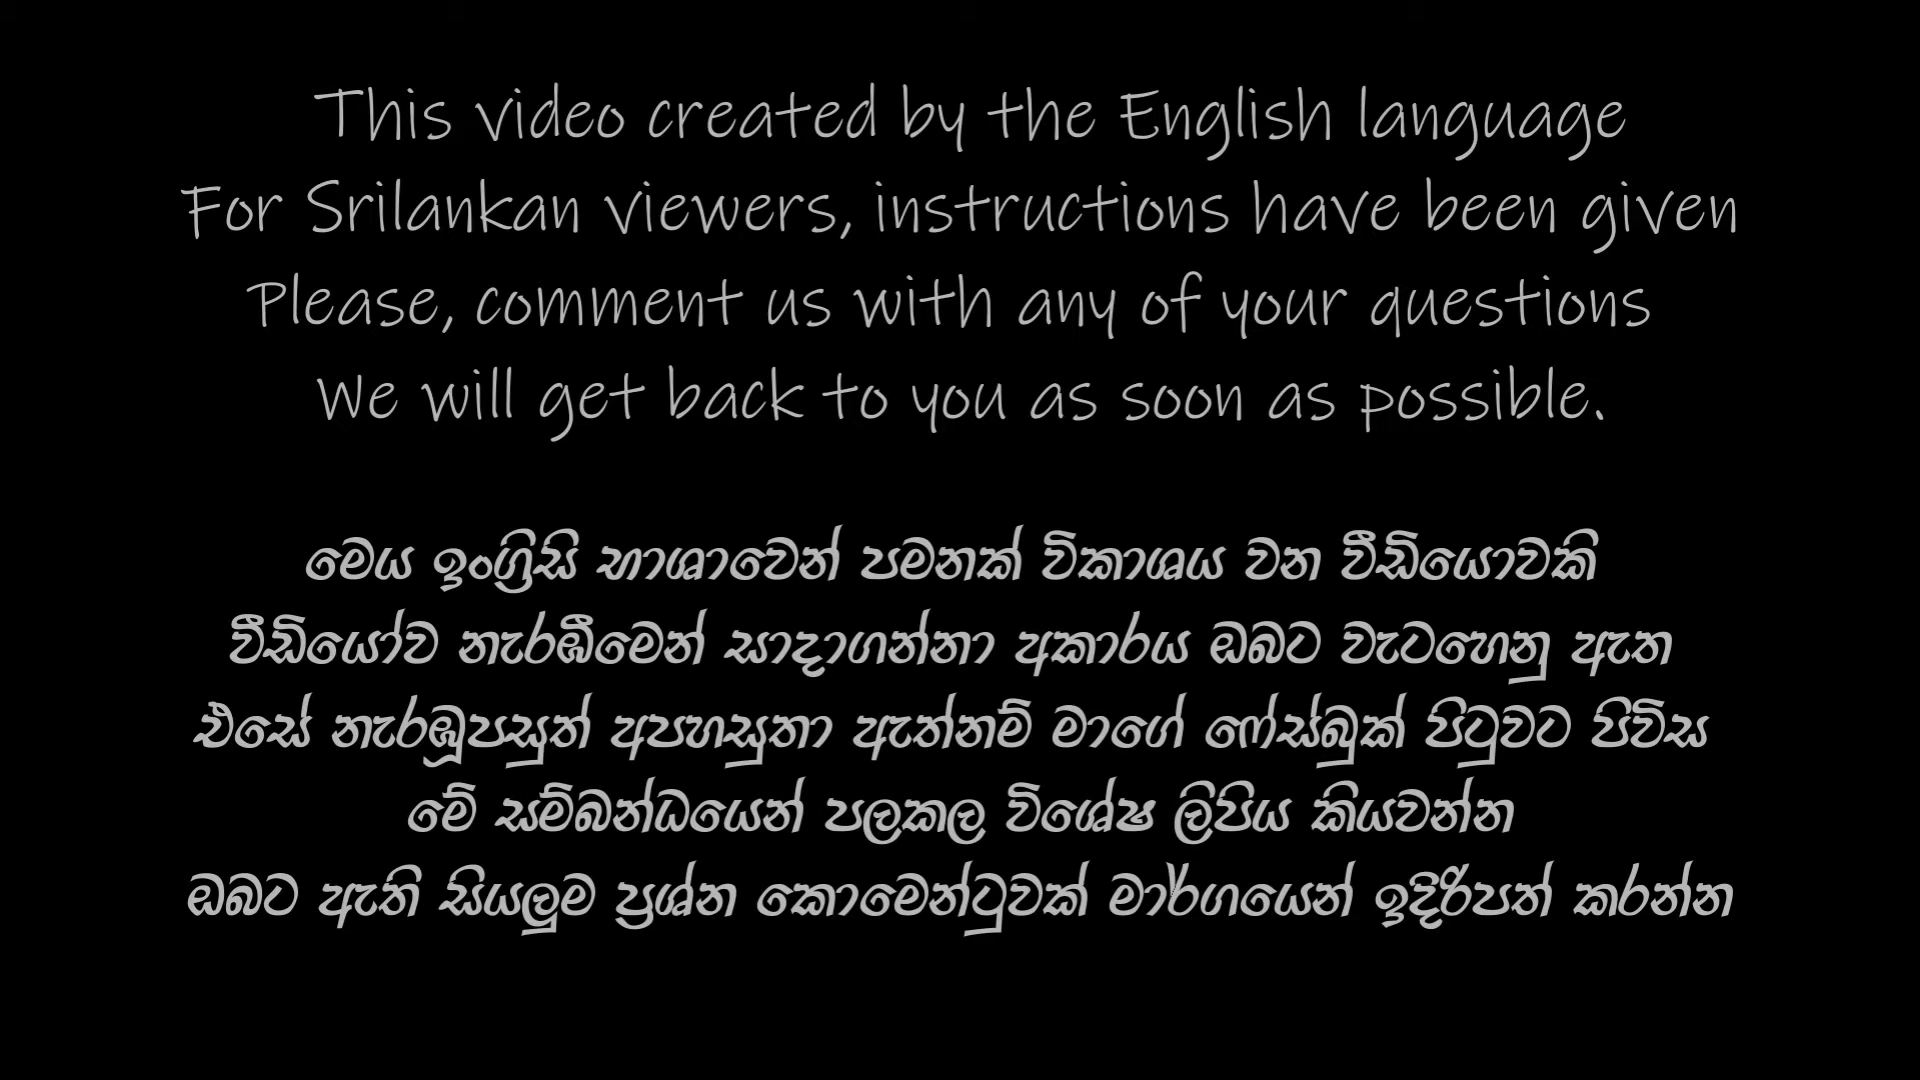 This video created by the English language
For Srilankan viewers, instructions have been given
Please, comment us with any of your questions
We will get back to you as soon as possible.
මෙය ඉංග්‍රිසි භාශාවෙන් පමනක් විකාශය වන වීඩියොවකි
වීඩියෝව නැරඹීමෙන් සාදාගන්නා අකාරය ඔබට වැටහෙනු ඇත
එසේ නැරඹූපසුත් අපහසුතා ඇත්නම් මාගේ ෆේස්බුක් පිටුවට පිවිස
මේ සම්බන්ධයෙන් පලකල විශේෂ ලිපිය කියවන්න
ඔබට ඇති සියලුම ප්‍රශ්න කොමෙන්ටුවක් මාර්ගයෙන් ඉදිරිපත් කරන්න